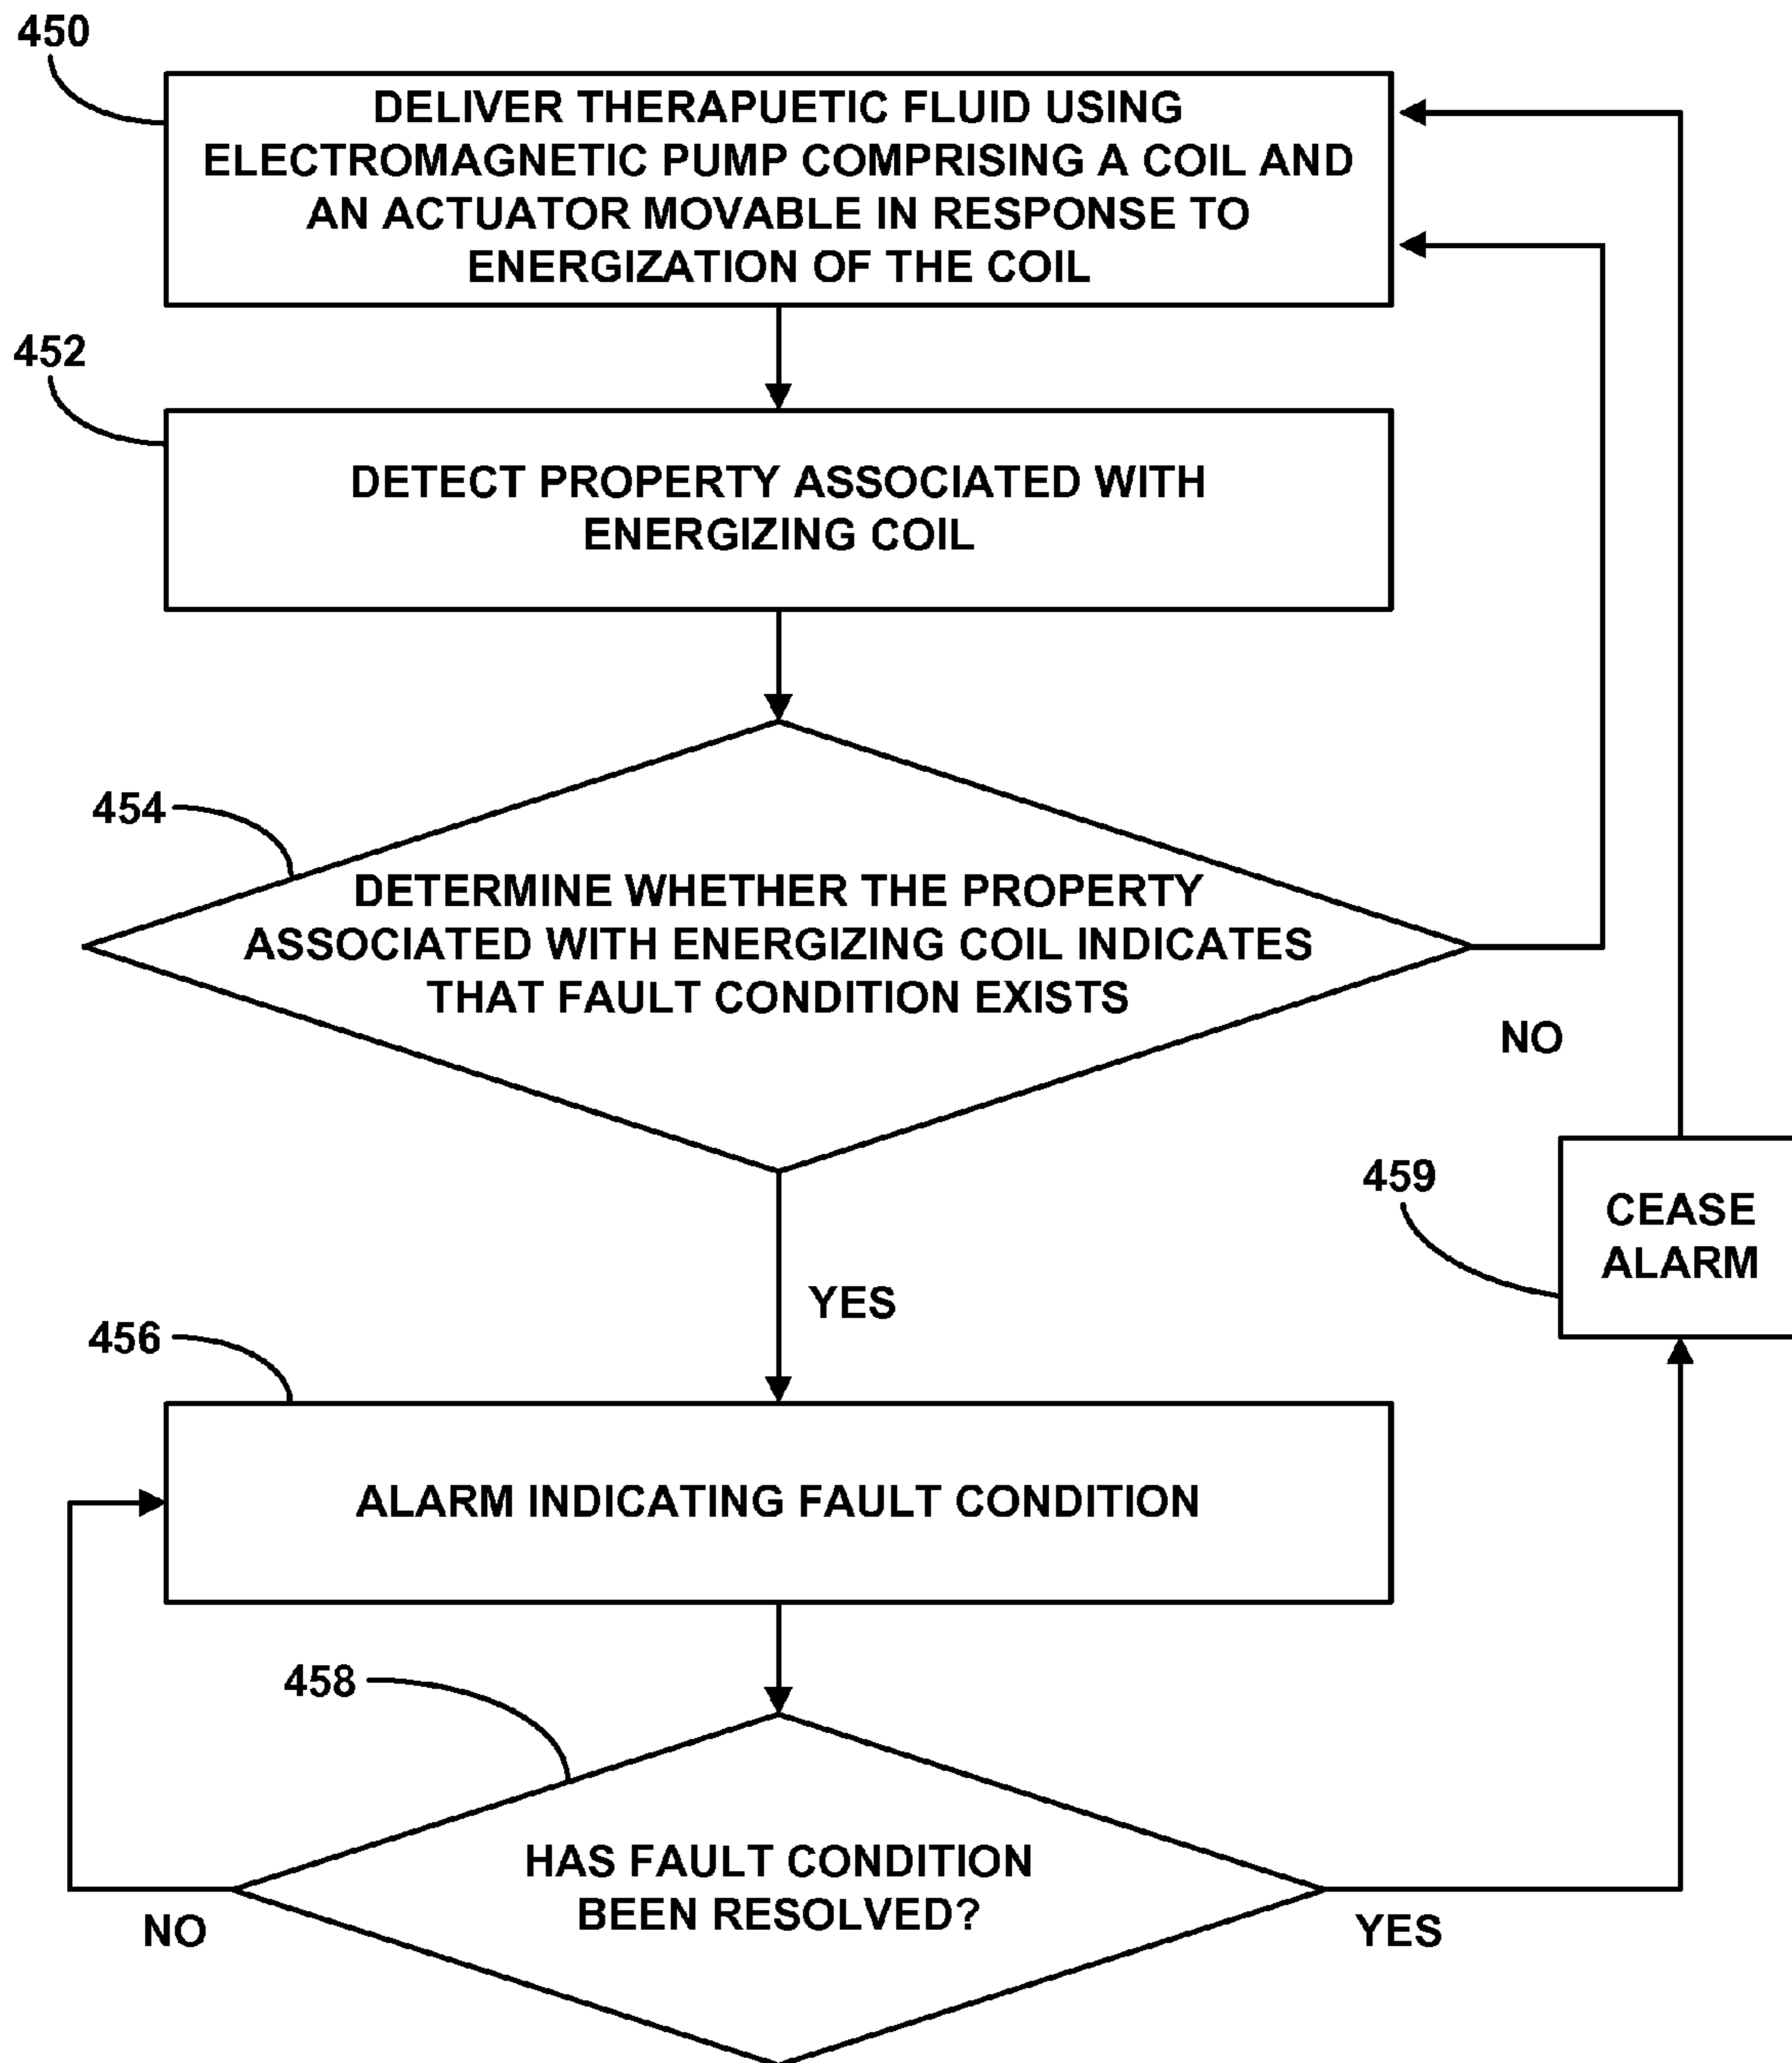 450
DELIVER THERAPUETIC FLUID USING
ELECTROMAGNETIC PUMP COMPRISING A COIL AND
AN ACTUATOR MOVABLE IN RESPONSE TO
ENERGIZATION OF THE COIL
452
DETECT PROPERTY ASSOCIATED WITH
ENERGIZING COIL
454
DETERMINE WHETHER THE PROPERTY
ASSOCIATED WITH ENERGIZING COIL INDICATES
THAT FAULT CONDITION EXISTS
NO
459
CEASE
ALARM
YES
456
ALARM INDICATING FAULT CONDITION
458
HAS FAULT CONDITION
BEEN RESOLVED?
NO
YES